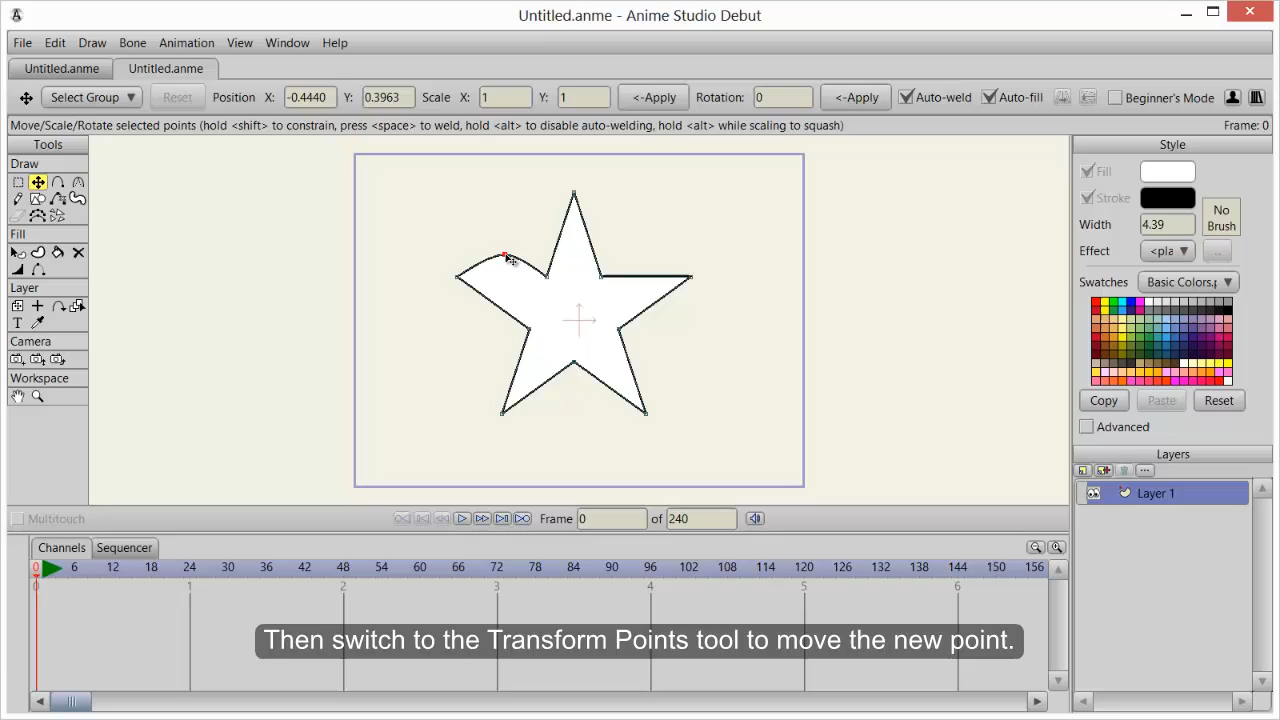 Untitled.anme - Anime Studio Debut
File Edit Draw Bone Animation View Window Help
Untitled.anme Untitled.anme
Select Group Reset Position X: -0.4440 Y: 0.3963 Scale X: 1 Y: 1 <-Apply Rotation: 0 <-Apply Auto-weld Auto-fill Beginner's Mode
Move/Scale/Rotate selected points (hold <shift> to constrain, press <space> to weld, hold <alt> to disable auto-welding, hold <alt> while scaling to squash) Frame: 0
Tools
Draw
Fill
Layer
T
Camera
Workspace
Style
Fill
Stroke
No
Brush
Width 4.39
Effect <pla ...
Swatches Basic Colors.p
Copy Paste Reset
Advanced
Layers
...
Layer 1
Multitouch Frame 0 of 240
Channels Sequencer
0 6 12 18 24 30 36 42 48 54 60 66 72 78 84 90 96 102 108 114 120 126 132 138 144 150 156
0 1 2 3 4 5 6
Then switch to the Transform Points tool to move the new point.